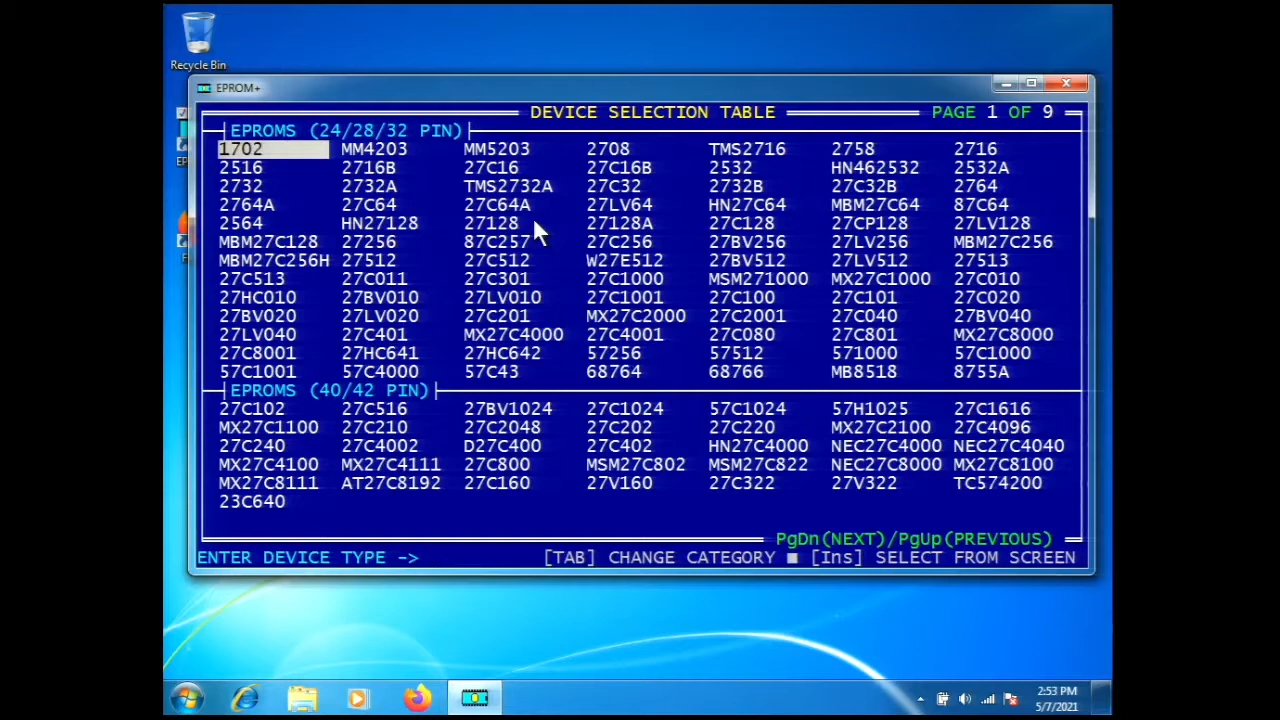 Recycle Bin
EPROM+
DEVICE SELECTION TABLE PAGE 1 OF 9
EPROMS (24/28/32 PIN)
1702 MM4203 MM5203 2708 TMS2716 2758 2716
2516 2716B 27C16 27C16B 2532 HN462532 2532A
2732 2732A TMS2732A 27C32 2732B 27C32B 2764
2764A 27C64 27C64A 27LV64 HN27C64 MBM27C64 87C64
2564 HN27128 27128 27128A 27C128 27CP128 27LV128
MBM27C128 27256 87C257 27C256 27BV256 27LV256 MBM27C256
MBM27C256H 27512 27C512 W27E512 27BV512 27LV512 27513
27C513 27C011 27C301 27C1000 MSM271000 MX27C1000 27C010
27HC010 27BV010 27LV010 27C1001 27C100 27C101 27C020
27BV020 27LV020 27C201 MX27C2000 27C2001 27C040 27BV040
27LV040 27C401 MX27C4000 27C4001 27C080 27C801 MX27C8000
27C8001 27HC641 27HC642 57256 57512 571000 57C1000
57C1001 57C4000 57C43 68764 68766 MB8518 8755A
EPROMS (40/42 PIN)
27C102 27C516 27BV1024 27C1024 57C1024 57H1025 27C1616
MX27C1100 27C210 27C2048 27C202 27C220 MX27C2100 27C4096
27C240 27C4002 D27C400 27C402 HN27C4000 NEC27C4000 NEC27C4040
MX27C4100 MX27C4111 27C800 MSM27C802 MSM27C822 NEC27C8000 MX27C8100
MX27C8111 AT27C8192 27C160 27V160 27C322 27V322 TC574200
23C640
PgDn(NEXT)/PgUp(PREVIOUS)
ENTER DEVICE TYPE -> [TAB] CHANGE CATEGORY ■ [Ins] SELECT FROM SCREEN
2:53 PM
5/7/2021